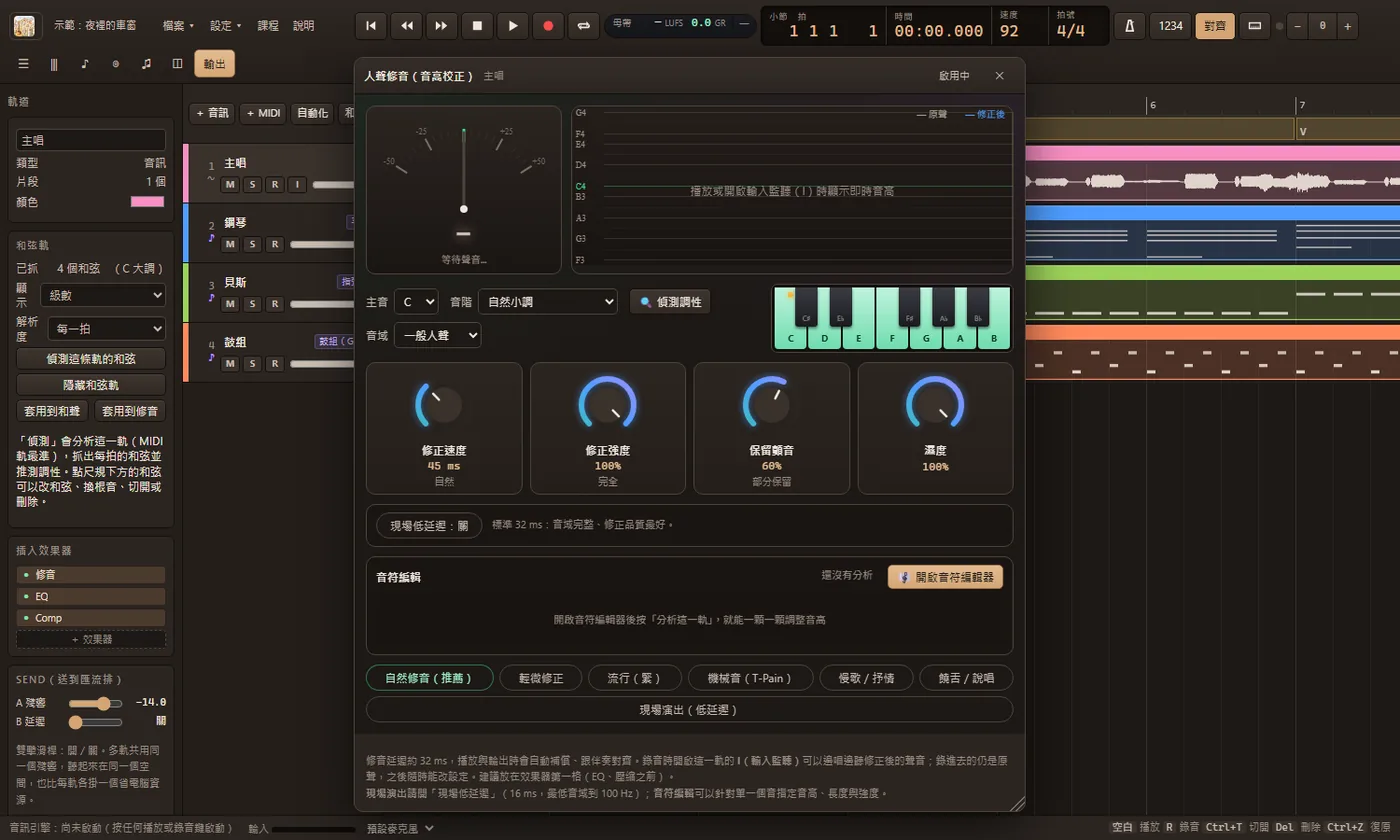 示範：夜裡的車窗 檔案 ▾ 設定 ▾ 課程 說明
母帶 — LUFS 0.0 GR —
小節 拍 1 1 1 1
時間 00:00.000
速度 92
拍號 4/4
1234 對齊 − 0 +
輸出
軌道
主唱
類型 音訊
片段 1 個
顏色
和弦軌
已抓 4 個和弦 (C 大調)
顯示 級數
解析度 每一拍
偵測這條軌的和弦
隱藏和弦軌
套用到和聲 套用到修音
「偵測」會分析這一軌 (MIDI
軌最準)，抓出每拍的和弦並
推測調性。點尺規下方的和弦
可以改和弦、換根音、切開或
刪除。
插入效果器
修音
EQ
Comp
+ 效果器
SEND (送到匯流排)
A 殘響 −14.0
B 延遲 關
雙擊滑桿：開 / 關。多軌共用同
一個殘響，聽起來在同一個空
間，也比每軌各掛一個省電腦資
源。
+ 音訊 + MIDI 自動化
1 主唱
M S R I
2 鋼琴
M S R
3 貝斯
M S R
4 鼓組 鼓組 (G
M S R
6 7
V
人聲修音 (音高校正) 主唱 啟用中 ×
-50 -25 +25 +50
等待聲音…
— 原聲 — 修正後
G4
F4
E4
D4
C4
B3
A3
G3
F3
播放或開啟輸入監聽 (I) 時顯示即時音高
主音 C 音階 自然小調 偵測調性
音域 一般人聲
C# E♭ F# A♭ B♭
C D E F G A B
修正速度
45 ms
自然
修正強度
100%
完全
保留顫音
60%
部分保留
濕度
100%
現場低延遲：關 標準 32 ms：音域完整、修正品質最好。
音符編輯 還沒有分析 開啟音符編輯器
開啟音符編輯器後按「分析這一軌」，就能一顆一顆調整音高
自然修音 (推薦) 輕微修正 流行 (緊) 機械音 (T-Pain) 慢歌 / 抒情 饒舌 / 說唱
現場演出 (低延遲)
修音延遲約 32 ms，播放與輸出時會自動補償、跟伴奏對齊。錄音時開啟這一軌的 I (輸入監聽) 可以邊唱邊聽修正後的聲音；錄進去的仍是原
聲，之後隨時能改設定。建議放在效果器第一格 (EQ、壓縮之前)。
現場演出請開「現場低延遲」(16 ms，最低音域到 100 Hz)；音符編輯可以針對單一個音指定音高、長度與強度。
音訊引擎：尚未啟動 (按任何播放或錄音鍵啟動) 輸入 預設麥克風
空白 播放 R 錄音 Ctrl+T 切開 Del 刪除 Ctrl+Z 復原